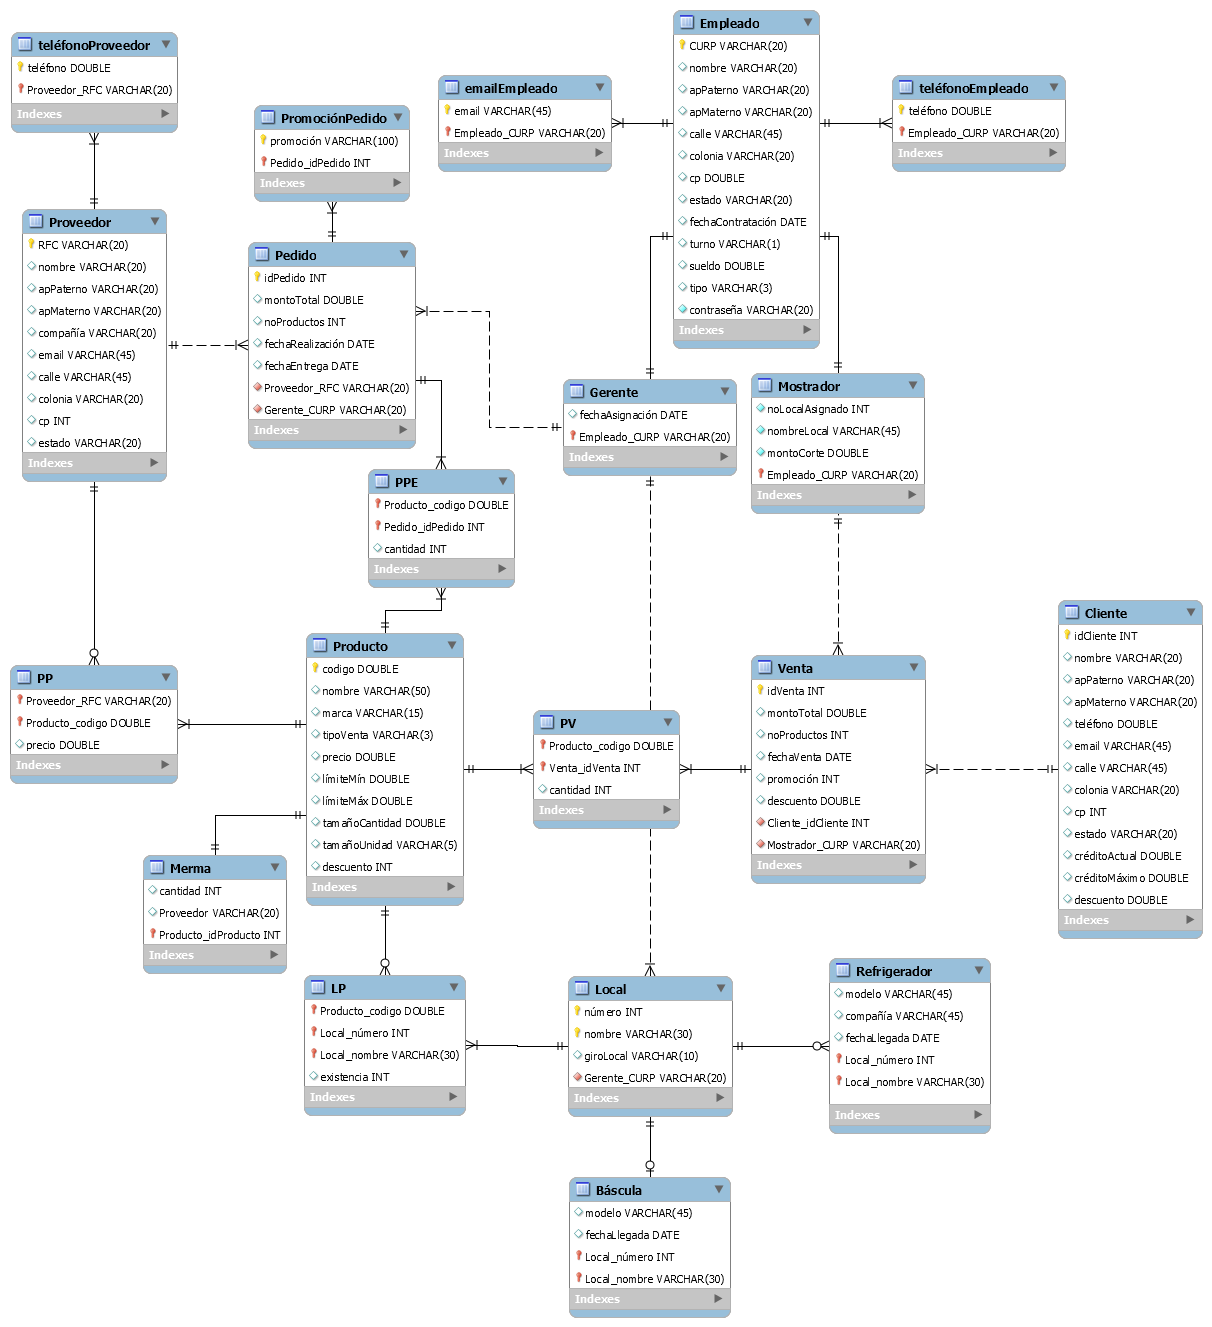 teléfonoProveedor
teléfono DOUBLE
Proveedor_RFC VARCHAR(20)
Indexes
PromociónPedido
promoción VARCHAR(100)
Pedido_idPedido INT
Indexes
emailEmpleado
email VARCHAR(45)
Empleado_CURP VARCHAR(20)
Indexes
Empleado
CURP VARCHAR(20)
nombre VARCHAR(20)
apPaterno VARCHAR(20)
apMaterno VARCHAR(20)
calle VARCHAR(45)
colonia VARCHAR(20)
cp DOUBLE
estado VARCHAR(20)
fechaContratación DATE
turno VARCHAR(1)
sueldo DOUBLE
tipo VARCHAR(3)
contraseña VARCHAR(20)
Indexes
teléfonoEmpleado
teléfono DOUBLE
Empleado_CURP VARCHAR(20)
Indexes
Proveedor
RFC VARCHAR(20)
nombre VARCHAR(20)
apPaterno VARCHAR(20)
apMaterno VARCHAR(20)
compañía VARCHAR(20)
email VARCHAR(45)
calle VARCHAR(45)
colonia VARCHAR(20)
cp INT
estado VARCHAR(20)
Indexes
Pedido
idPedido INT
montoTotal DOUBLE
noProductos INT
fechaRealización DATE
fechaEntrega DATE
Proveedor_RFC VARCHAR(20)
Gerente_CURP VARCHAR(20)
Indexes
Gerente
fechaAsignación DATE
Empleado_CURP VARCHAR(20)
Indexes
Mostrador
noLocalAsignado INT
nombreLocal VARCHAR(45)
montoCorte DOUBLE
Empleado_CURP VARCHAR(20)
Indexes
PPE
Producto_codigo DOUBLE
Pedido_idPedido INT
cantidad INT
Indexes
PP
Proveedor_RFC VARCHAR(20)
Producto_codigo DOUBLE
precio DOUBLE
Indexes
Producto
codigo DOUBLE
nombre VARCHAR(50)
marca VARCHAR(15)
tipoVenta VARCHAR(3)
precio DOUBLE
límiteMín DOUBLE
límiteMáx DOUBLE
tamañoCantidad DOUBLE
tamañoUnidad VARCHAR(5)
descuento INT
Indexes
PV
Producto_codigo DOUBLE
Venta_idVenta INT
cantidad INT
Indexes
Venta
idVenta INT
montoTotal DOUBLE
noProductos INT
fechaVenta DATE
promoción INT
descuento DOUBLE
Cliente_idCliente INT
Mostrador_CURP VARCHAR(20)
Indexes
Cliente
idCliente INT
nombre VARCHAR(20)
apPaterno VARCHAR(20)
apMaterno VARCHAR(20)
teléfono DOUBLE
email VARCHAR(45)
calle VARCHAR(45)
colonia VARCHAR(20)
cp INT
estado VARCHAR(20)
créditoActual DOUBLE
créditoMáximo DOUBLE
descuento DOUBLE
Indexes
Merma
cantidad INT
Proveedor VARCHAR(20)
Producto_idProducto INT
Indexes
LP
Producto_codigo DOUBLE
Local_número INT
Local_nombre VARCHAR(30)
existencia INT
Indexes
Local
número INT
nombre VARCHAR(30)
giroLocal VARCHAR(10)
Gerente_CURP VARCHAR(20)
Indexes
Refrigerador
modelo VARCHAR(45)
compañía VARCHAR(45)
fechaLlegada DATE
Local_número INT
Local_nombre VARCHAR(30)
Indexes
Báscula
modelo VARCHAR(45)
fechaLlegada DATE
Local_número INT
Local_nombre VARCHAR(30)
Indexes